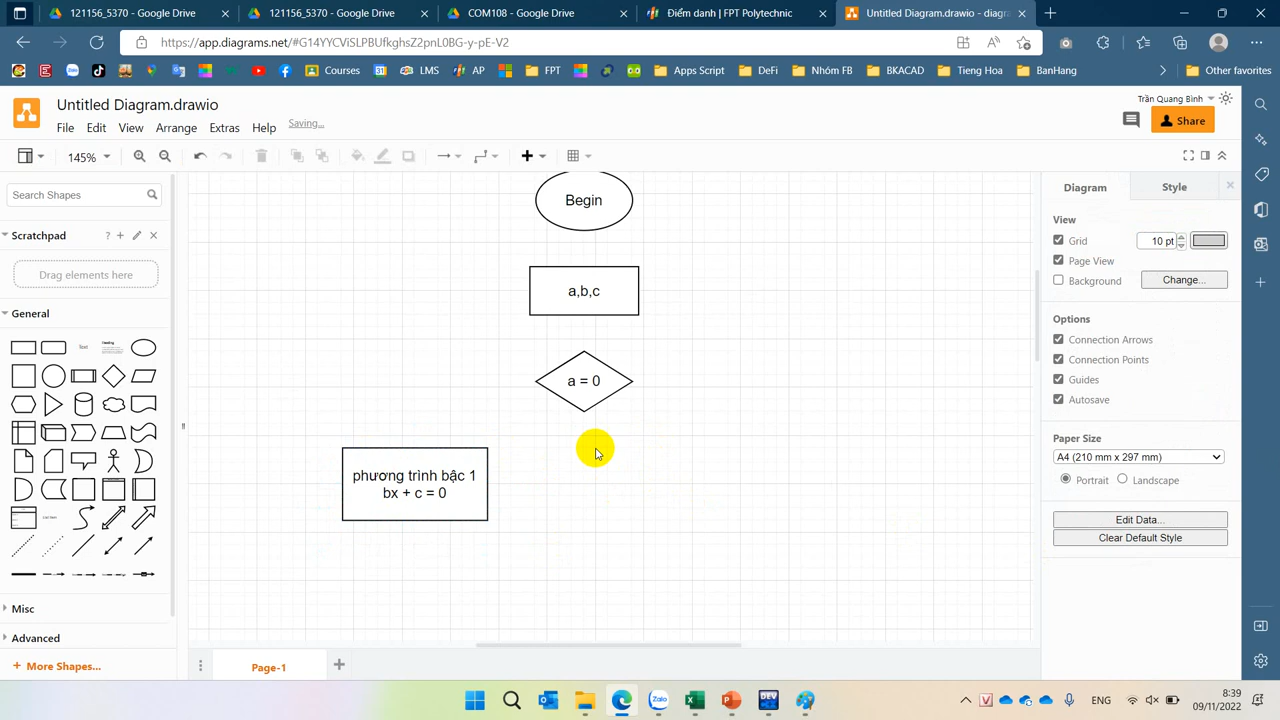 121156_5370 - Google Drive
121156_5370 - Google Drive
COM108 - Google Drive
Điểm danh | FPT Polytechnic
Untitled Diagram.drawio - diagra
https://app.diagrams.net/#G14YYCViSLPBUfkghsZ2pnL0BG-y-pE-V2
Courses
LMS
AP
FPT
Apps Script
DeFi
Nhóm FB
BKACAD
Tieng Hoa
BanHang
Other favorites
Untitled Diagram.drawio
Trần Quang Bình
File Edit View Arrange Extras Help Saving...
Share
145%
Search Shapes
Scratchpad
Drag elements here
General
Text
Heading
List Item
Misc
Advanced
+ More Shapes...
Begin
a,b,c
a = 0
phương trình bậc 1
bx + c = 0
Diagram Style
View
Grid 10 pt
Page View
Background Change...
Options
Connection Arrows
Connection Points
Guides
Autosave
Paper Size
A4 (210 mm x 297 mm)
Portrait Landscape
Edit Data...
Clear Default Style
Page-1
ENG
8:39
09/11/2022